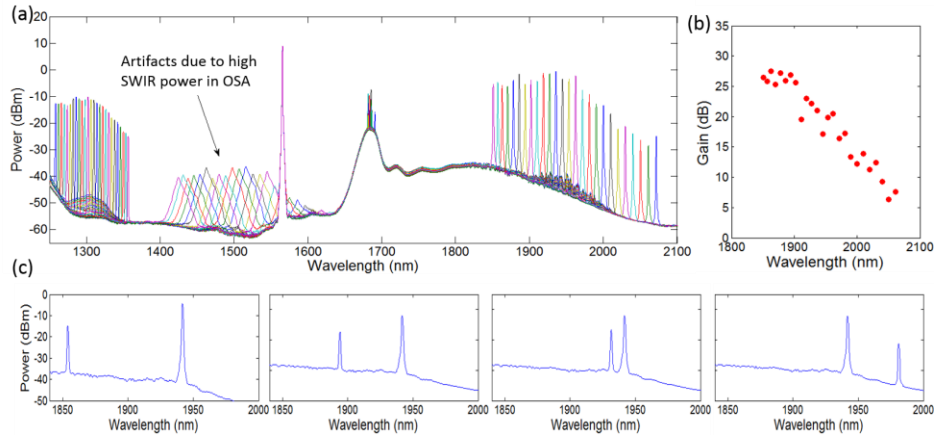 (a)
20
10
0
-10
-20
-30
-40
-50
-60
Power (dBm)
Artifacts due to high
SWIR power in OSA
1300 1400 1500 1600 1700 1800 1900 2000 2100
Wavelength (nm)
(b)
35
30
25
20
15
10
5
0
Gain (dB)
1800 1900 2000 2100
Wavelength (nm)
(c)
0
-10
-20
-30
-40
-50
Power (dBm)
1850 1900 1950 2000
Wavelength (nm)
1850 1900 1950 2000
Wavelength (nm)
1850 1900 1950 2000
Wavelength (nm)
1850 1900 1950 2000
Wavelength (nm)